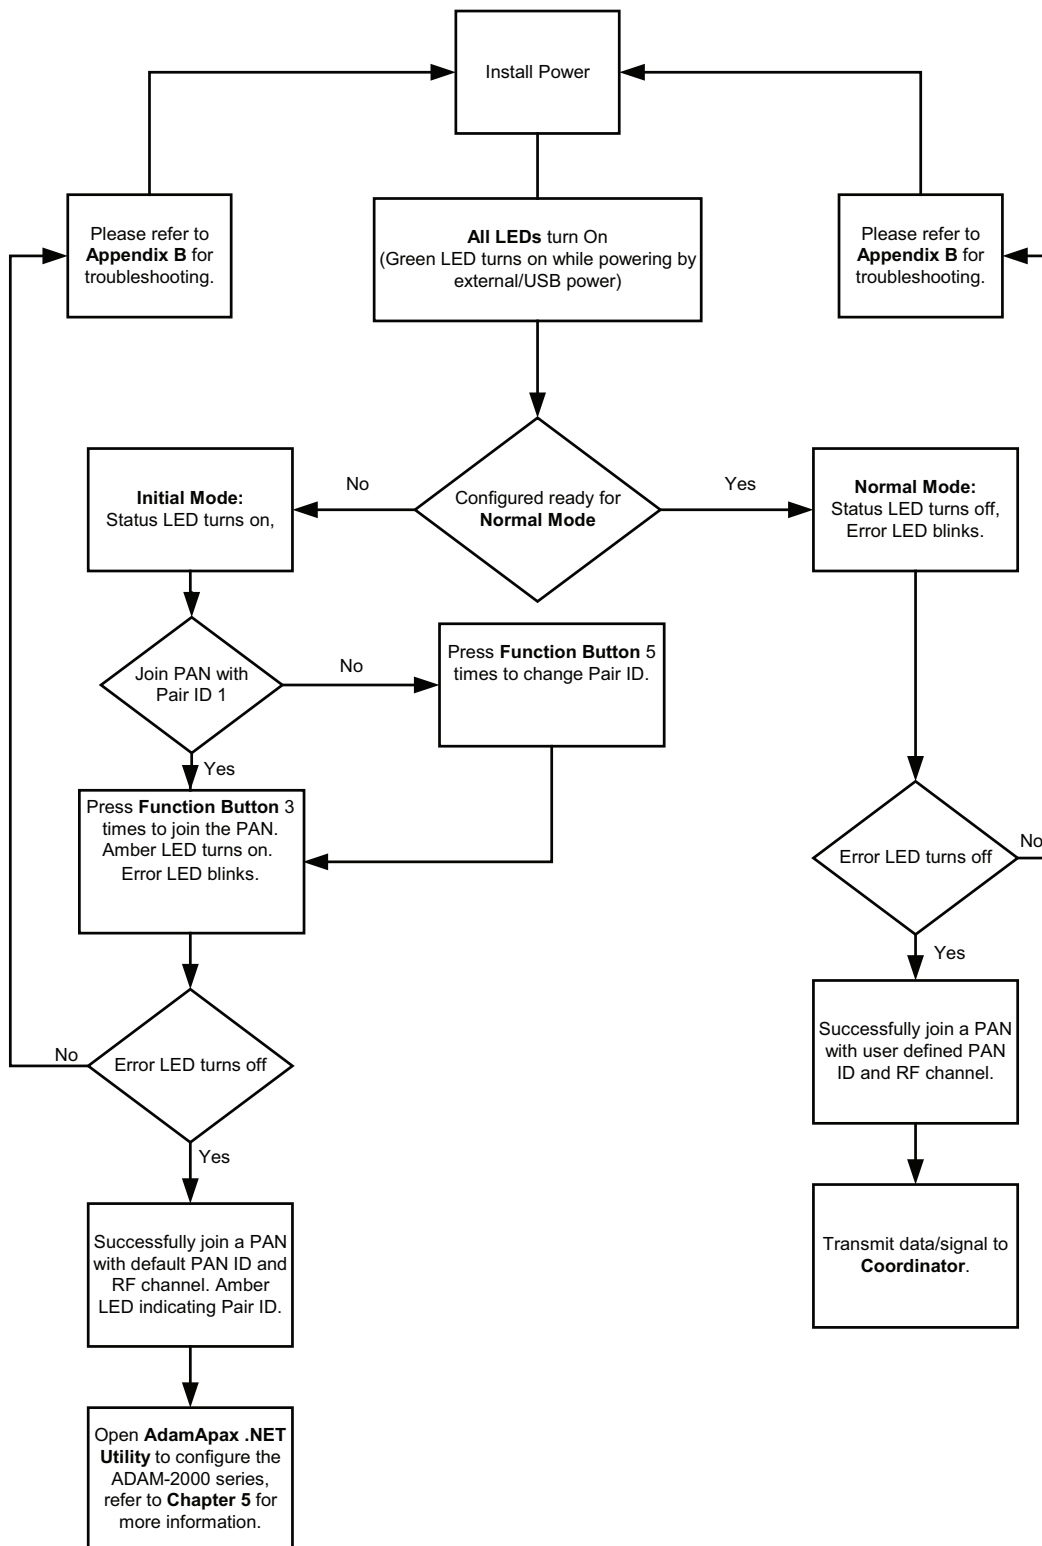 Install Power
Please refer to
Appendix B for
troubleshooting.
All LEDs turn On
(Green LED turns on while powering by
external/USB power)
Please refer to
Appendix B for
troubleshooting.
Initial Mode:
Status LED turns on,
No
Configured ready for
Normal Mode
Yes
Normal Mode:
Status LED turns off,
Error LED blinks.
Join PAN with
Pair ID 1
No
Press Function Button 5
times to change Pair ID.
Yes
Press Function Button 3
times to join the PAN.
Amber LED turns on.
Error LED blinks.
Error LED turns off
No
Yes
Successfully join a PAN
with user defined PAN
ID and RF channel.
Transmit data/signal to
Coordinator.
No
Error LED turns off
Yes
Successfully join a PAN
with default PAN ID and
RF channel. Amber
LED indicating Pair ID.
Open AdamApax .NET
Utility to configure the
ADAM-2000 series,
refer to Chapter 5 for
more information.